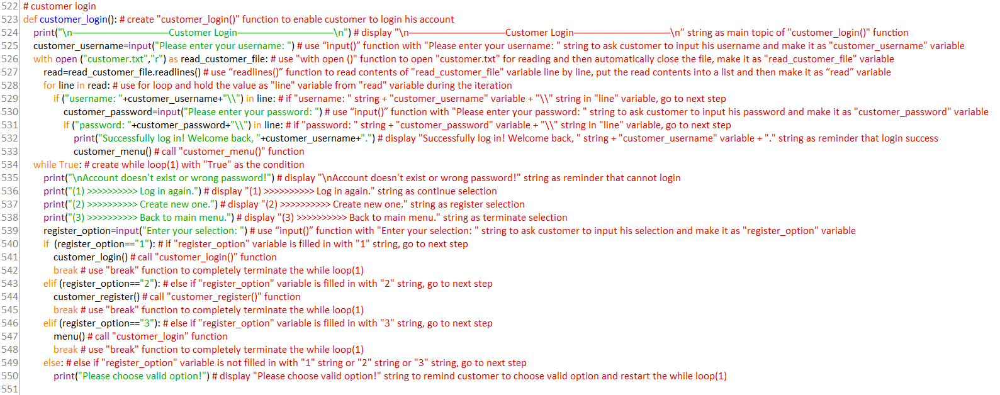 522 # customer login
523 def customer_login(): # create "customer_login()" function to enable customer to login his account
524     print("\n—————————Customer Login—————————\n") # display "\n—————————Customer Login—————————\n" string as main topic of "customer_login()" function
525     customer_username=input("Please enter your username: ") # use “input()” function with "Please enter your username: " string to ask customer to input his username and make it as "customer_username" variable
526     with open ("customer.txt","r") as read_customer_file: # use "with open ()" function to open "customer.txt" for reading and then automatically close the file, make it as "read_customer_file" variable
527         read=read_customer_file.readlines() # use “readlines()” function to read contents of "read_customer_file" variable line by line, put the read contents into a list and then make it as “read” variable
528         for line in read: # use for loop and hold the value as "line" variable from "read" variable during the iteration
529             if ("username: "+customer_username+"\\") in line: # if "username: " string + "customer_username" variable + "\\" string in "line" variable, go to next step
530                 customer_password=input("Please enter your password: ") # use “input()” function with "Please enter your password: " string to ask customer to input his password and make it as "customer_password" variable
531                 if ("password: "+customer_password+"\\") in line: # if "password: " string + "customer_password" variable + "\\" string in "line" variable, go to next step
532                     print("Successfully log in! Welcome back, "+customer_username+".") # display "Successfully log in! Welcome back, " string + "customer_username" variable + "." string as reminder that login success
533                     customer_menu() # call "customer_menu()" function
534     while True: # create while loop(1) with "True" as the condition
535         print("\nAccount doesn't exist or wrong password!") # display "\nAccount doesn't exist or wrong password!" string as reminder that cannot login
536         print("(1) >>>>>>>>>> Log in again.") # display "(1) >>>>>>>>>> Log in again." string as continue selection
537         print("(2) >>>>>>>>>> Create new one.") # display "(2) >>>>>>>>>> Create new one." string as register selection
538         print("(3) >>>>>>>>>> Back to main menu.") # display "(3) >>>>>>>>>> Back to main menu." string as terminate selection
539         register_option=input("Enter your selection: ") # use “input()” function with "Enter your selection: " string to ask customer to input his selection and make it as "register_option" variable
540         if  (register_option=="1"): # if "register_option" variable is filled in with "1" string, go to next step
541             customer_login() # call "customer_login()" function
542             break # use "break" function to completely terminate the while loop(1)
543         elif (register_option=="2"): # else if "register_option" variable is filled in with "2" string, go to next step
544             customer_register() # call "customer_register()" function
545             break # use "break" function to completely terminate the while loop(1)
546         elif (register_option=="3"): # else if "register_option" variable is filled in with "3" string, go to next step
547             menu() # call "customer_login" function
548             break # use "break" function to completely terminate the while loop(1)
549         else: # else if "register_option" variable is not filled in with "1" string or "2" string or "3" string, go to next step
550             print("Please choose valid option!") # display "Please choose valid option!" string to remind customer to choose valid option and restart the while loop(1)
551